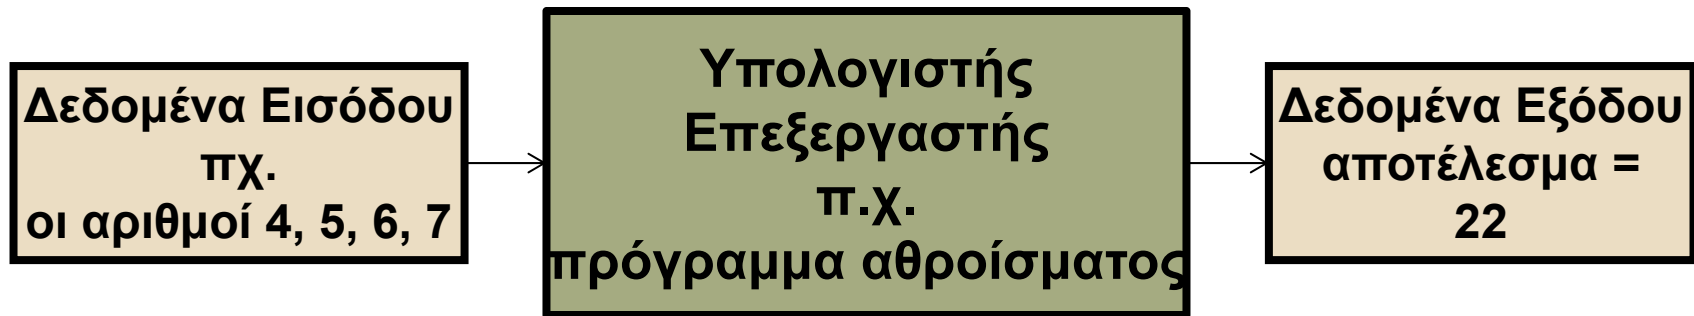 Δεδομένα Εισόδου
πχ.
οι αριθμοί 4, 5, 6, 7
Υπολογιστής
Επεξεργαστής
π.χ.
πρόγραμμα αθροίσματος
Δεδομένα Εξόδου
αποτέλεσμα =
22